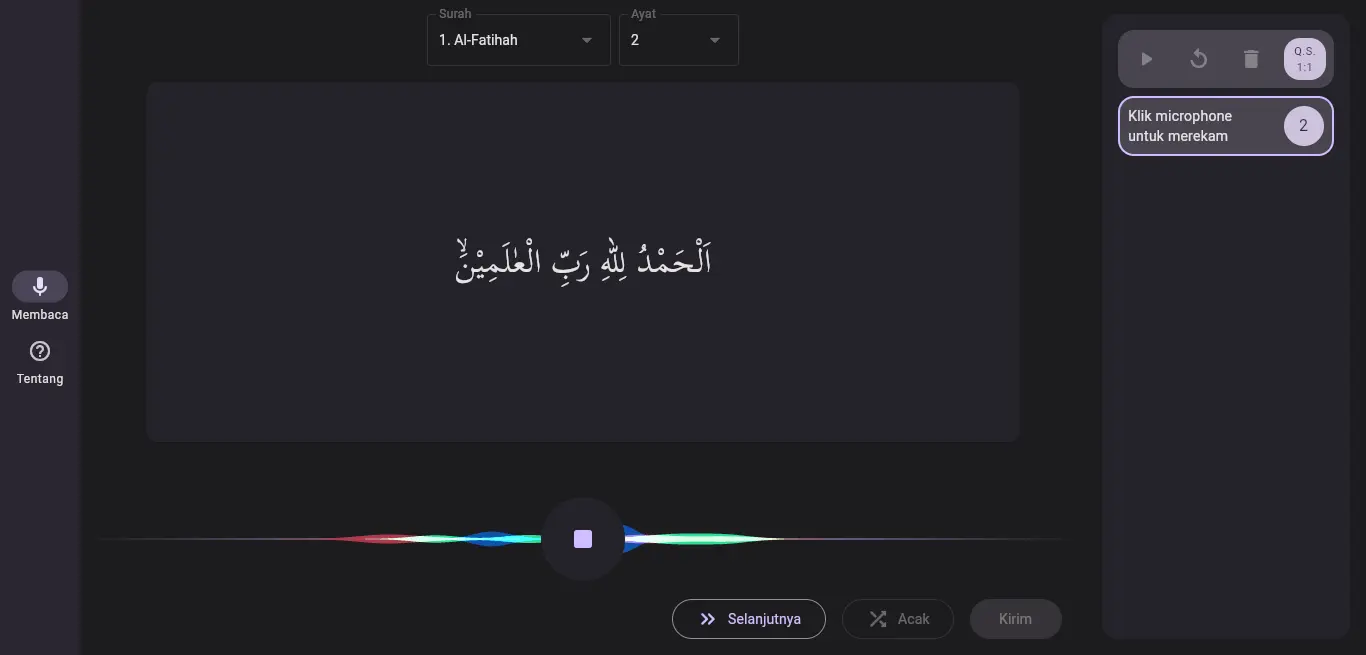 Surah
1. Al-Fatihah
Ayat
2
اَلْحَمْدُ لِلّٰهِ رَبِّ الْعٰلَمِيْنَۙ
Membaca
Tentang
Selanjutnya
Acak
Kirim
Q.S.
1:1
Klik microphone
untuk merekam
2